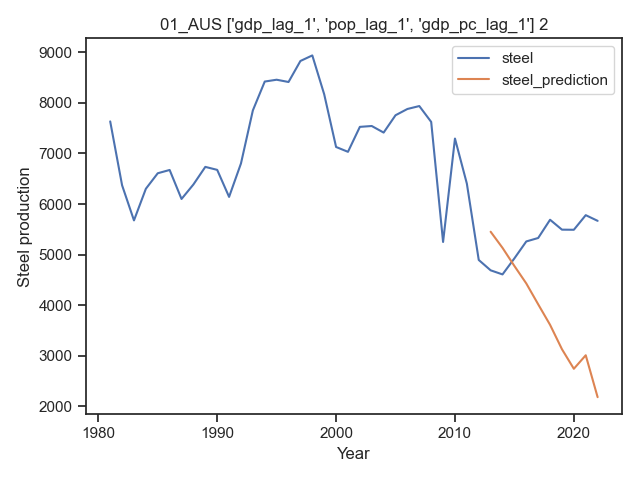 01_AUS ['gdp_lag_1', 'pop_lag_1', 'gdp_pc_lag_1'] 2
steel
steel_prediction
Steel production
9000
8000
7000
6000
5000
4000
3000
2000
1980
1990
2000
2010
2020
Year